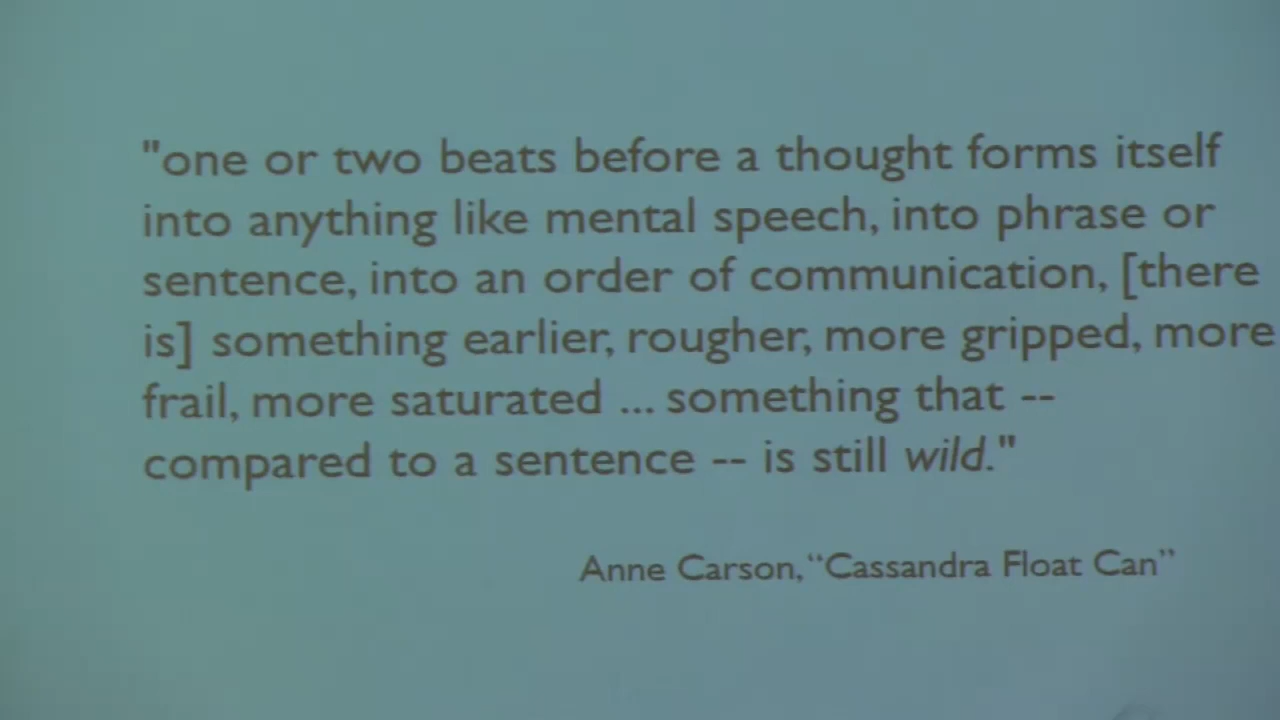 "one or two beats before a thought forms itself
into anything like mental speech, into phrase or
sentence, into an order of communication, [there
is] something earlier, rougher, more gripped, more
frail, more saturated ... something that --
compared to a sentence -- is still wild."
Anne Carson, “Cassandra Float Can”